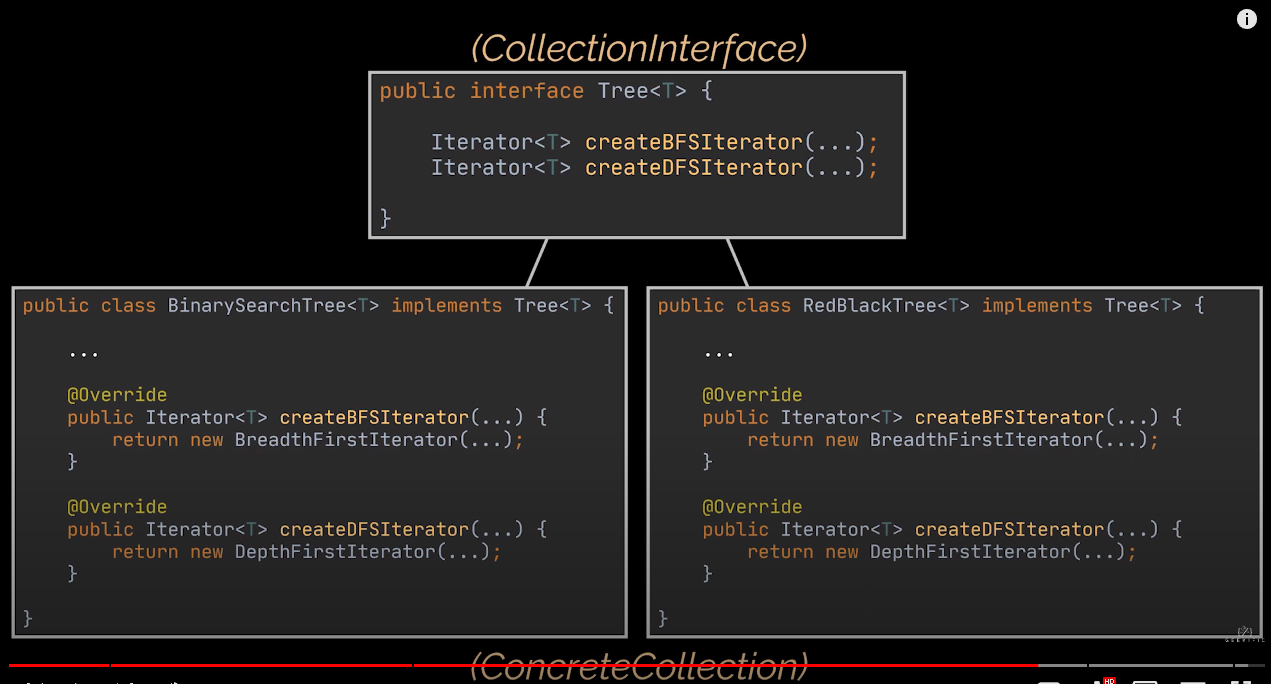 (CollectionInterface)
public interface Tree<T> {
Iterator<T> createBFSIterator(...);
Iterator<T> createDFSIterator(...);
}
public class BinarySearchTree<T> implements Tree<T> {
...
@Override
public Iterator<T> createBFSIterator(...) {
return new BreadthFirstIterator(...);
}
@Override
public Iterator<T> createDFSIterator(...) {
return new DepthFirstIterator(...);
}
}
public class RedBlackTree<T> implements Tree<T> {
...
@Override
public Iterator<T> createBFSIterator(...) {
return new BreadthFirstIterator(...);
}
@Override
public Iterator<T> createDFSIterator(...) {
return new DepthFirstIterator(...);
}
}
(ConcreteCollection)
HD